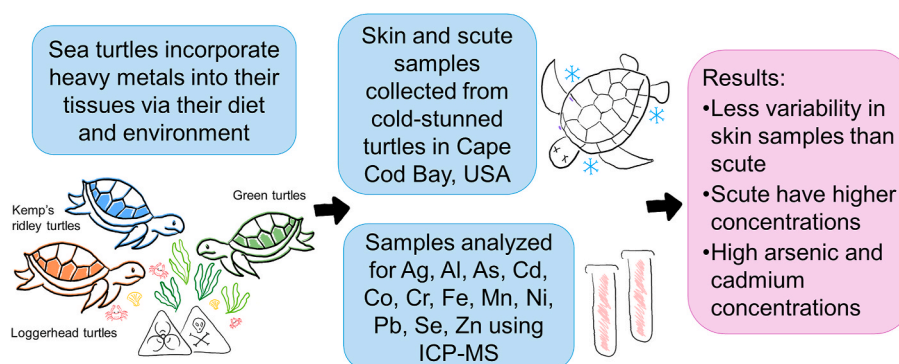 Sea turtles incorporate
heavy metals into their
tissues via their diet
and environment
Kemp's
ridley turtles
Green turtles
Loggerhead turtles
Skin and scute
samples
collected from
cold-stunned
turtles in Cape
Cod Bay, USA
Samples analyzed
for Ag, Al, As, Cd,
Co, Cr, Fe, Mn, Ni,
Pb, Se, Zn using
ICP-MS
Results:
•Less variability in
skin samples than
scute
•Scute have higher
concentrations
•High arsenic and
cadmium
concentrations